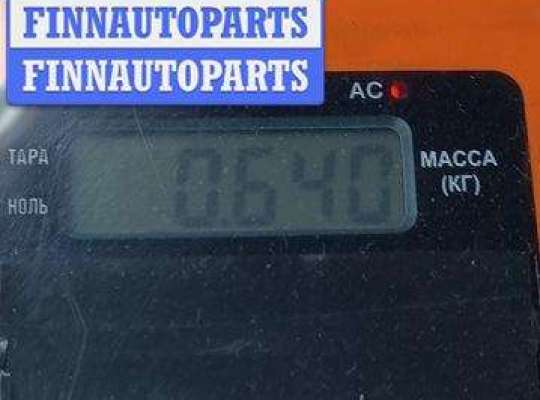 FINNAUTOPARTS
FINNAUTOPARTS
AC
ТАРА
НОЛЬ
0.640
МАССА
(КГ)